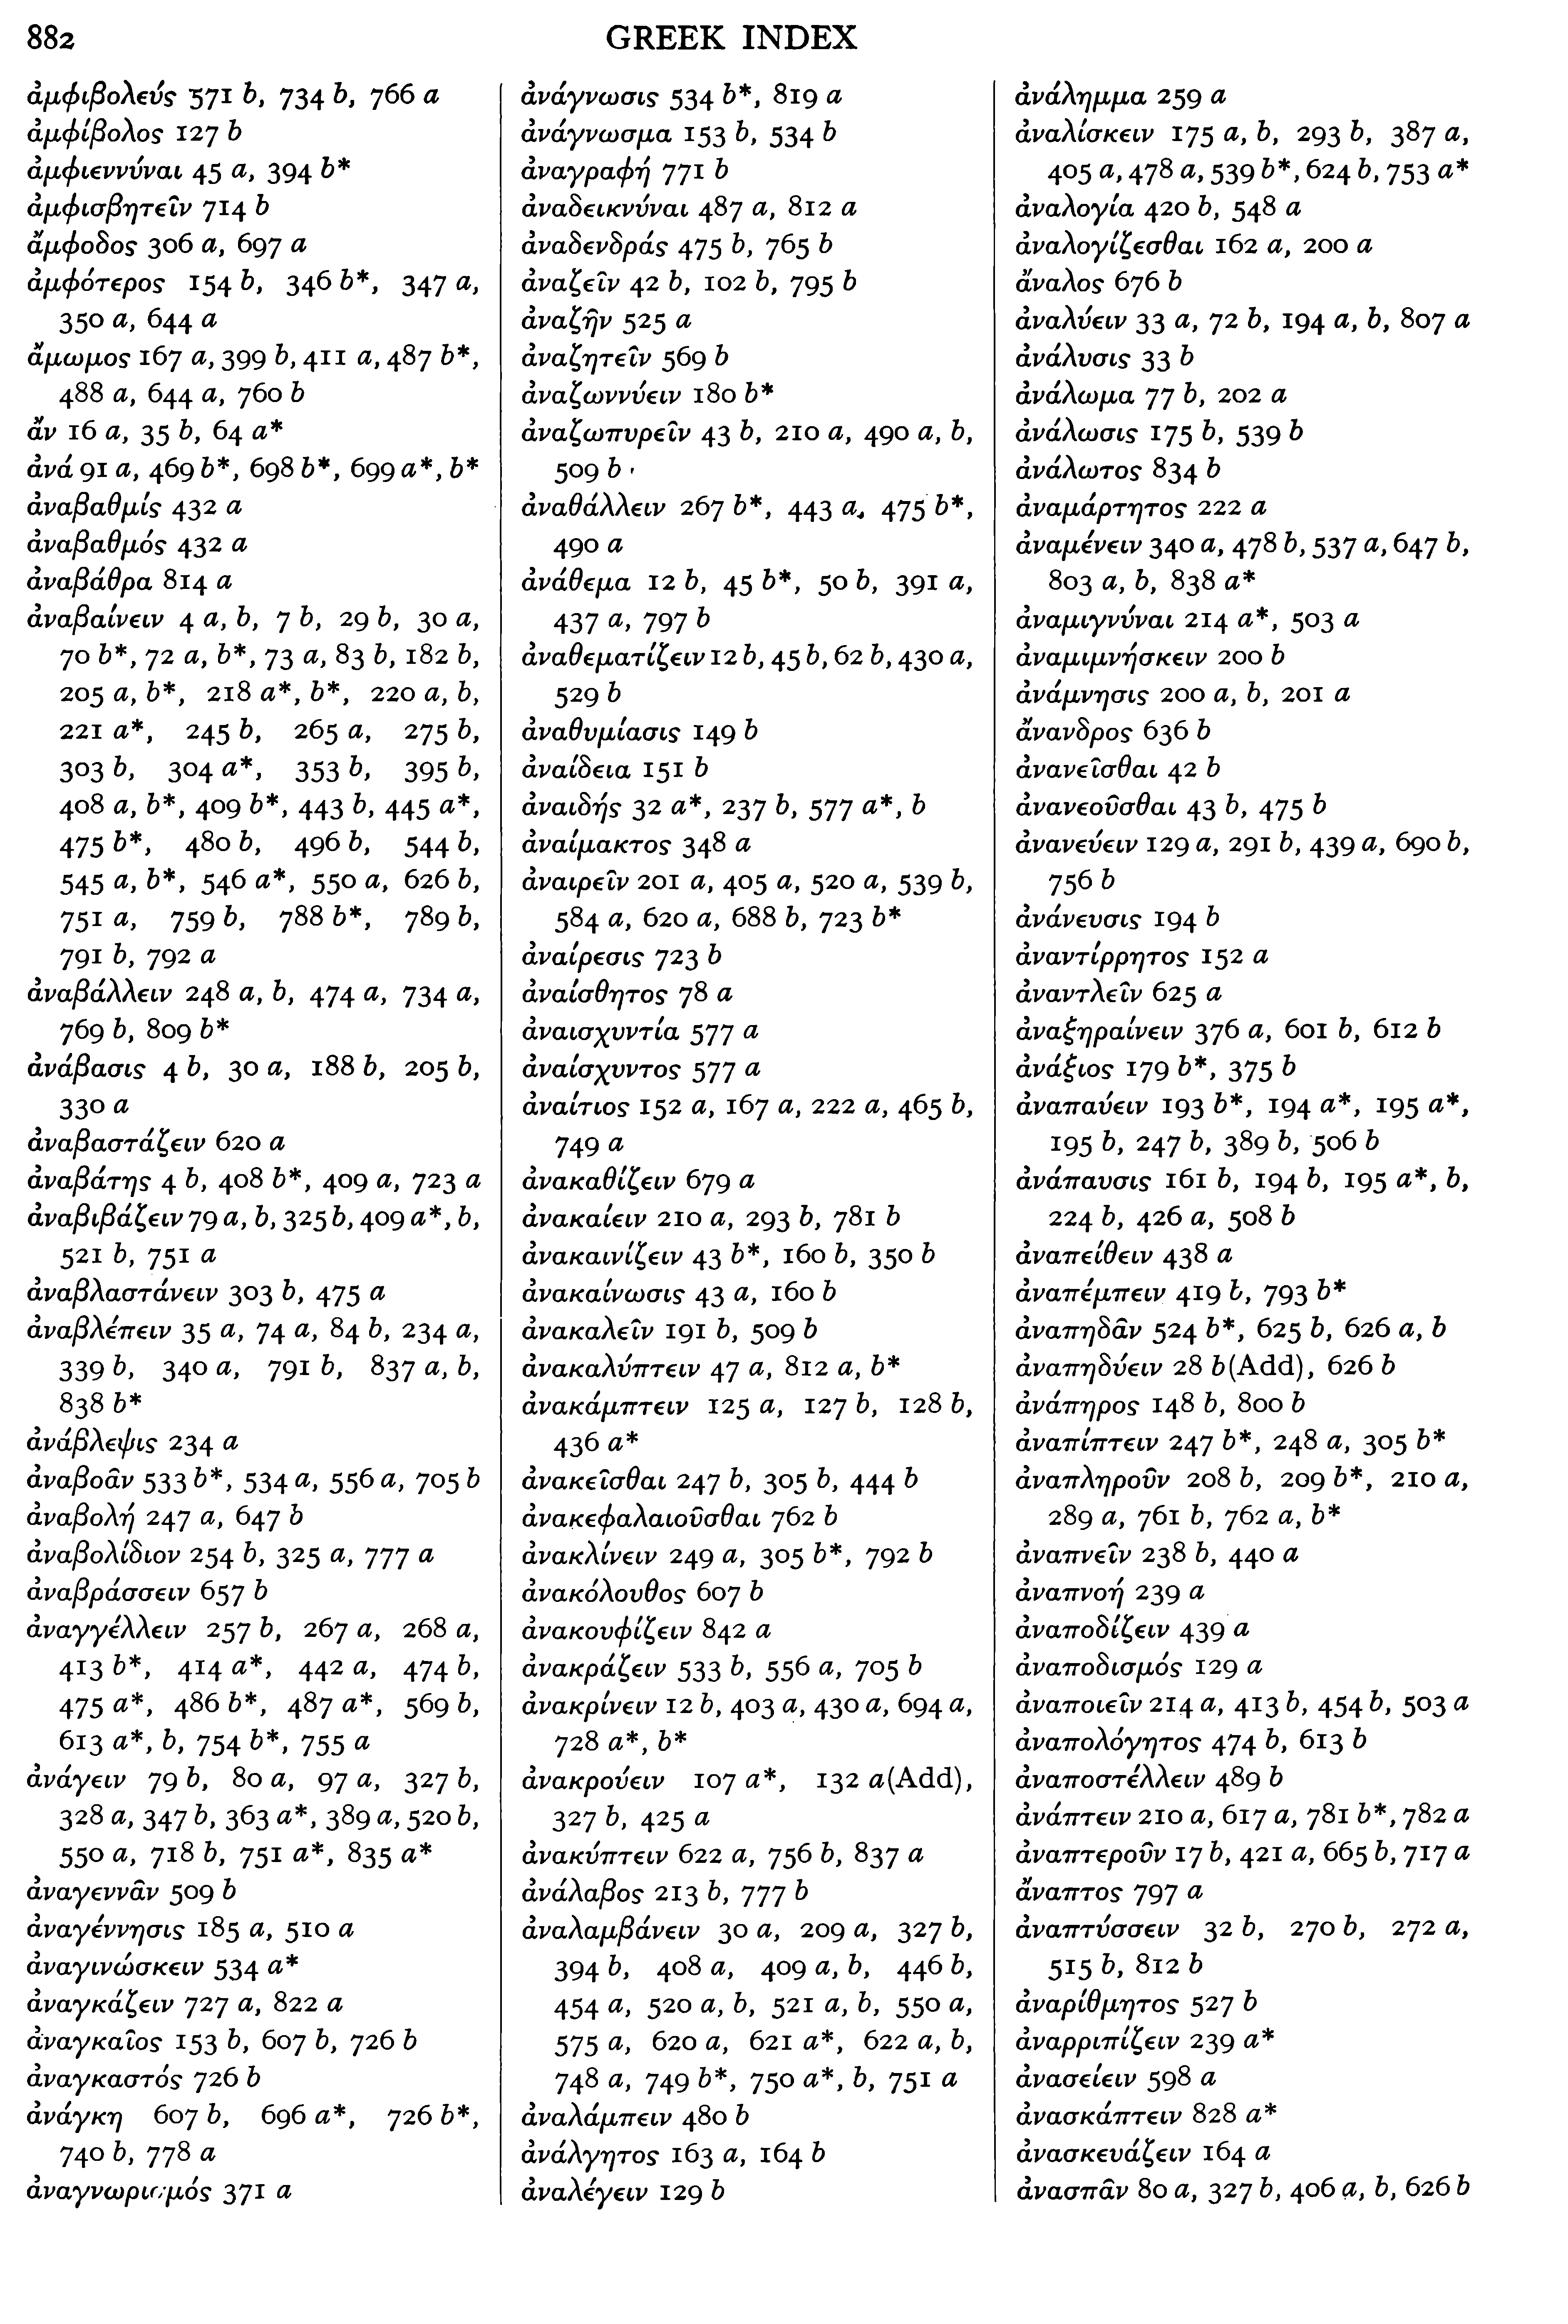 882
GREEK INDEX
ἀμφιβολεύς 571 b, 734 b, 766 a
ἀμφίβολος 127 b
ἀμφιεννύναι 45 a, 394 b*
ἀμφισβητεῖν 714 b
ἄμφοδος 306 a, 697 a
ἀμφότερος 154 b, 346 b*, 347 a,
350 a, 644 a
ἄμωμος 167 a, 399 b, 411 a, 487 b*,
488 a, 644 a, 760 b
ἄν 16 a, 35 b, 64 a*
ἀνά 91 a, 469 b*, 698 b*, 699 a*, b*
ἀναβαθμίς 432 a
ἀναβαθμός 432 a
ἀναβάθρα 814 a
ἀναβαίνειν 4 a, b, 7 b, 29 b, 30 a,
70 b*, 72 a, b*, 73 a, 83 b, 182 b,
205 a, b*, 218 a*, b*, 220 a, b,
221 a*, 245 b, 265 a, 275 b,
303 b, 304 a*, 353 b, 395 b,
408 a, b*, 409 b*, 443 b, 445 a*,
475 b*, 480 b, 496 b, 544 b,
545 a, b*, 546 a*, 550 a, 626 b,
751 a, 759 b, 788 b*, 789 b,
791 b, 792 a
ἀναβάλλειν 248 a, b, 474 a, 734 a,
769 b, 809 b*
ἀνάβασις 4 b, 30 a, 188 b, 205 b,
330 a
ἀναβαστάζειν 620 a
ἀναβάτης 4 b, 408 b*, 409 a, 723 a
ἀναβιβάζειν 79 a, b, 325 b, 409 a*, b,
521 b, 751 a
ἀναβλαστάνειν 303 b, 475 a
ἀναβλέπειν 35 a, 74 a, 84 b, 234 a,
339 b, 340 a, 791 b, 837 a, b,
838 b*
ἀνάβλεψις 234 a
ἀναβοᾶν 533 b*, 534 a, 556 a, 705 b
ἀναβολή 247 a, 647 b
ἀναβολίδιον 254 b, 325 a, 777 a
ἀναβράσσειν 657 b
ἀναγγέλλειν 257 b, 267 a, 268 a,
413 b*, 414 a*, 442 a, 474 b,
475 a*, 486 b*, 487 a*, 569 b,
613 a*, b, 754 b*, 755 a
ἀνάγειν 79 b, 80 a, 97 a, 327 b,
328 a, 347 b, 363 a*, 389 a, 520 b,
550 a, 718 b, 751 a*, 835 a*
ἀναγεννᾶν 509 b
ἀναγέννησις 185 a, 510 a
ἀναγινώσκειν 534 a*
ἀναγκάζειν 727 a, 822 a
ἀναγκαῖος 153 b, 607 b, 726 b
ἀναγκαστός 726 b
ἀνάγκη 607 b, 696 a*, 726 b*,
740 b, 778 a
ἀναγνωρισμός 371 a
ἀνάγνωσις 534 b*, 819 a
ἀνάγνωσμα 153 b, 534 b
ἀναγραφή 771 b
ἀναδεικνύναι 487 a, 812 a
ἀναδενδράς 475 b, 765 b
ἀναζεῖν 42 b, 102 b, 795 b
ἀναζῆν 525 a
ἀναζητεῖν 569 b
ἀναζωννύειν 180 b*
ἀναζωπυρεῖν 43 b, 210 a, 490 a, b,
509 b
ἀναθάλλειν 267 b*, 443 a, 475 b*,
490 a
ἀνάθεμα 12 b, 45 b*, 50 b, 391 a,
437 a, 797 b
ἀναθεματίζειν 12 b, 45 b, 62 b, 430 a,
529 b
ἀναθυμίασις 149 b
ἀναίδεια 151 b
ἀναιδής 32 a*, 237 b, 577 a*, b
ἀναίμακτος 348 a
ἀναιρεῖν 201 a, 405 a, 520 a, 539 b,
584 a, 620 a, 688 b, 723 b*
ἀναίρεσις 723 b
ἀναίσθητος 78 a
ἀναισχυντία 577 a
ἀναίσχυντος 577 a
ἀναίτιος 152 a, 167 a, 222 a, 465 b,
749 a
ἀνακαθίζειν 679 a
ἀνακαίειν 210 a, 293 b, 781 b
ἀνακαινίζειν 43 b*, 160 b, 350 b
ἀνακαίνωσις 43 a, 160 b
ἀνακαλεῖν 191 b, 509 b
ἀνακαλύπτειν 47 a, 812 a, b*
ἀνακάμπτειν 125 a, 127 b, 128 b,
436 a*
ἀνακεῖσθαι 247 b, 305 b, 444 b
ἀνακεφαλαιοῦσθαι 762 b
ἀνακλίνειν 249 a, 305 b*, 792 b
ἀνακόλουθος 607 b
ἀνακουφίζειν 842 a
ἀνακράζειν 533 b, 556 a, 705 b
ἀνακρίνειν 12 b, 403 a, 430 a, 694 a,
728 a*, b*
ἀνακρούειν 107 a*, 132 a(Add),
327 b, 425 a
ἀνακύπτειν 622 a, 756 b, 837 a
ἀνάλαβος 213 b, 777 b
ἀναλαμβάνειν 30 a, 209 a, 327 b,
394 b, 408 a, 409 a, b, 446 b,
454 a, 520 a, b, 521 a, b, 550 a,
575 a, 620 a, 621 a*, 622 a, b,
748 a, 749 b*, 750 a*, b, 751 a
ἀναλάμπειν 480 b
ἀνάλγητος 163 a, 164 b
ἀναλέγειν 129 b
ἀνάλημμα 259 a
ἀναλίσκειν 175 a, b, 293 b, 387 a,
405 a, 478 a, 539 b*, 624 b, 753 a*
ἀναλογία 420 b, 548 a
ἀναλογίζεσθαι 162 a, 200 a
ἄναλος 676 b
ἀναλύειν 33 a, 72 b, 194 a, b, 807 a
ἀνάλυσις 33 b
ἀνάλωμα 77 b, 202 a
ἀνάλωσις 175 b, 539 b
ἀνάλωτος 834 b
ἀναμάρτητος 222 a
ἀναμένειν 340 a, 478 b, 537 a, 647 b,
803 a, b, 838 a*
ἀναμιγνύναι 214 a*, 503 a
ἀναμιμνήσκειν 200 b
ἀνάμνησις 200 a, b, 201 a
ἄνανδρος 636 b
ἀνανεῖσθαι 42 b
ἀνανεοῦσθαι 43 b, 475 b
ἀνανεύειν 129 a, 291 b, 439 a, 690 b,
756 b
ἀνάνευσις 194 b
ἀναντίρρητος 152 a
ἀναντλεῖν 625 a
ἀναξηραίνειν 376 a, 601 b, 612 b
ἀνάξιος 179 b*, 375 b
ἀναπαύειν 193 b*, 194 a*, 195 a*,
195 b, 247 b, 389 b, 506 b
ἀνάπαυσις 161 b, 194 b, 195 a*, b,
224 b, 426 a, 508 b
ἀναπείθειν 438 a
ἀναπέμπειν 419 b, 793 b*
ἀναπηδᾶν 524 b*, 625 b, 626 a, b
ἀναπηδύειν 28 b(Add), 626 b
ἀνάπηρος 148 b, 800 b
ἀναπίπτειν 247 b*, 248 a, 305 b*
ἀναπληροῦν 208 b, 209 b*, 210 a,
289 a, 761 b, 762 a, b*
ἀναπνεῖν 238 b, 440 a
ἀναπνοή 239 a
ἀναποδίζειν 439 a
ἀναποδισμός 129 a
ἀναποιεῖν 214 a, 413 b, 454 b, 503 a
ἀναπολόγητος 474 b, 613 b
ἀναποστέλλειν 489 b
ἀνάπτειν 210 a, 617 a, 781 b*, 782 a
ἀναπτεροῦν 17 b, 421 a, 665 b, 717 a
ἄναπτος 797 a
ἀναπτύσσειν 32 b, 270 b, 272 a,
515 b, 812 b
ἀναρίθμητος 527 b
ἀναρριπίζειν 239 a*
ἀνασείειν 598 a
ἀνασκάπτειν 828 a*
ἀνασκευάζειν 164 a
ἀνασπᾶν 80 a, 327 b, 406 a, b, 626 b